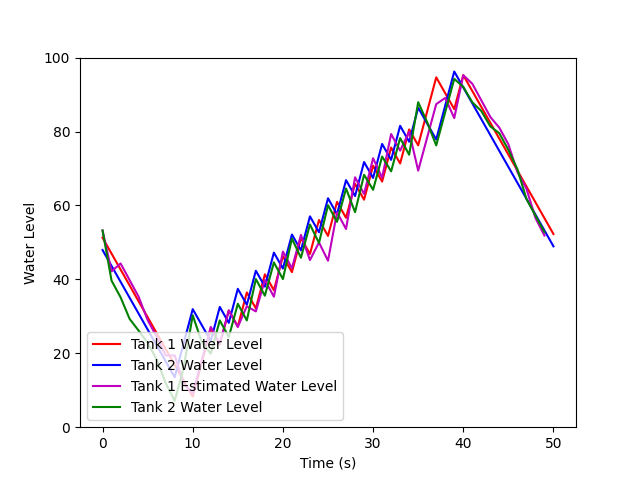 100
80
60
40
20
0
Water Level
Tank 1 Water Level
Tank 2 Water Level
Tank 1 Estimated Water Level
Tank 2 Water Level
0 10 20 30 40 50
Time (s)